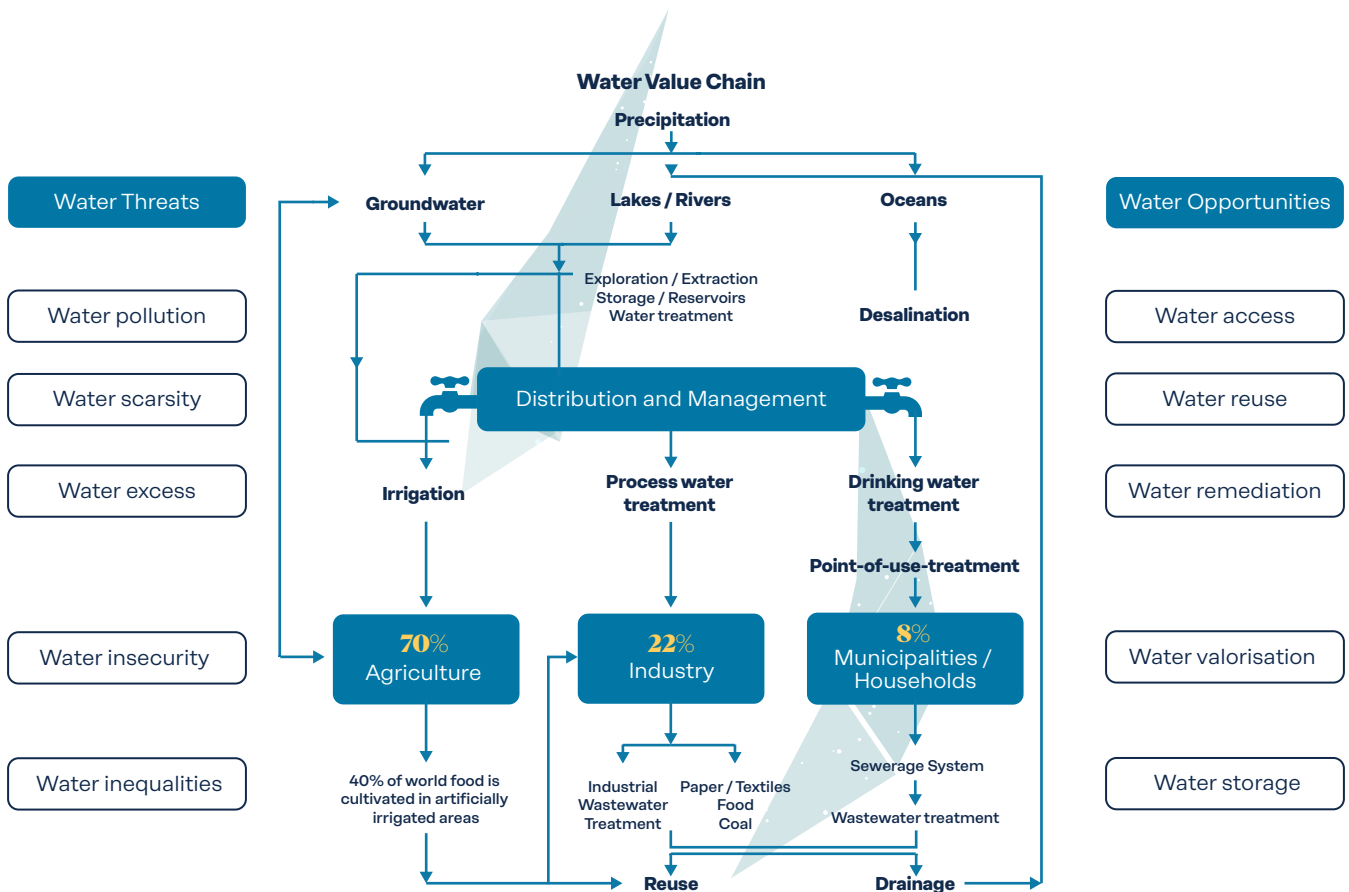 Water Value Chain
Precipitation
Water Threats
Groundwater
Lakes / Rivers
Oceans
Water Opportunities
Exploration / Extraction
Storage / Reservoirs
Water treatment
Water pollution
Desalination
Water access
Water scarsity
Distribution and Management
Water reuse
Water excess
Irrigation
Process water
treatment
Drinking water
treatment
Water remediation
Point-of-use-treatment
Water insecurity
70%
Agriculture
22%
Industry
8%
Municipalities /
Households
Water valorisation
Water inequalities
40% of world food is
cultivated in artificially
irrigated areas
Industrial
Wastewater
Treatment
Paper / Textiles
Food
Coal
Sewerage System
Wastewater treatment
Water storage
Reuse
Drainage